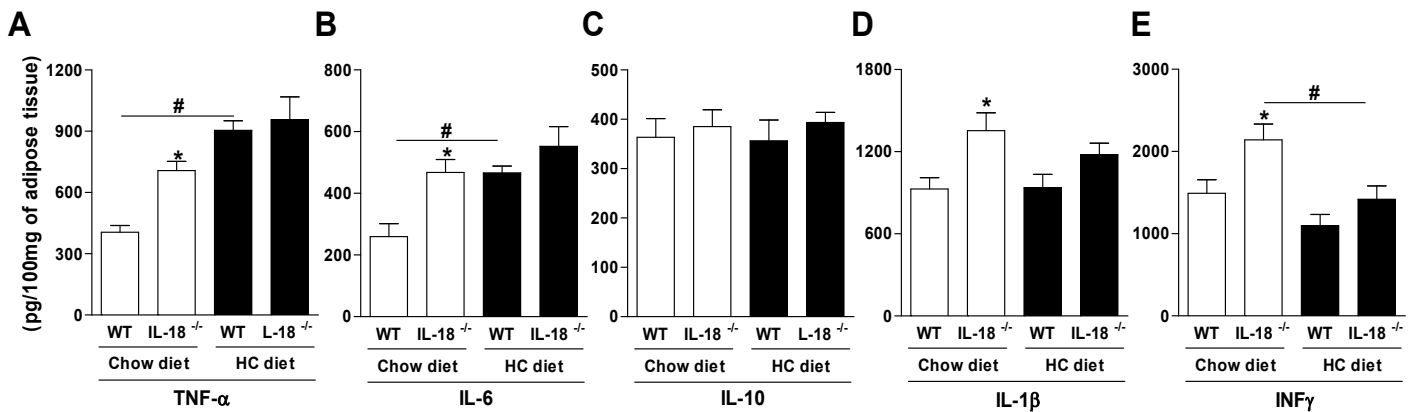 A B C D E
(pg/100mg of adipose tissue)
1200
900
600
300
0
#
*
WT IL-18 -/- WT L-18 -/-
Chow diet HC diet
TNF-α
800
600
400
200
0
#
*
WT IL-18 -/- WT IL-18 -/-
Chow diet HC diet
IL-6
500
400
300
200
100
0
WT IL-18 -/- WT L-18 -/-
Chow diet HC diet
IL-10
1800
1200
600
0
*
WT IL-18 -/- WT IL-18 -/-
Chow diet HC diet
IL-1β
3000
2000
1000
0
#
*
WT IL-18 -/- WT IL-18 -/-
Chow diet HC diet
INFγ